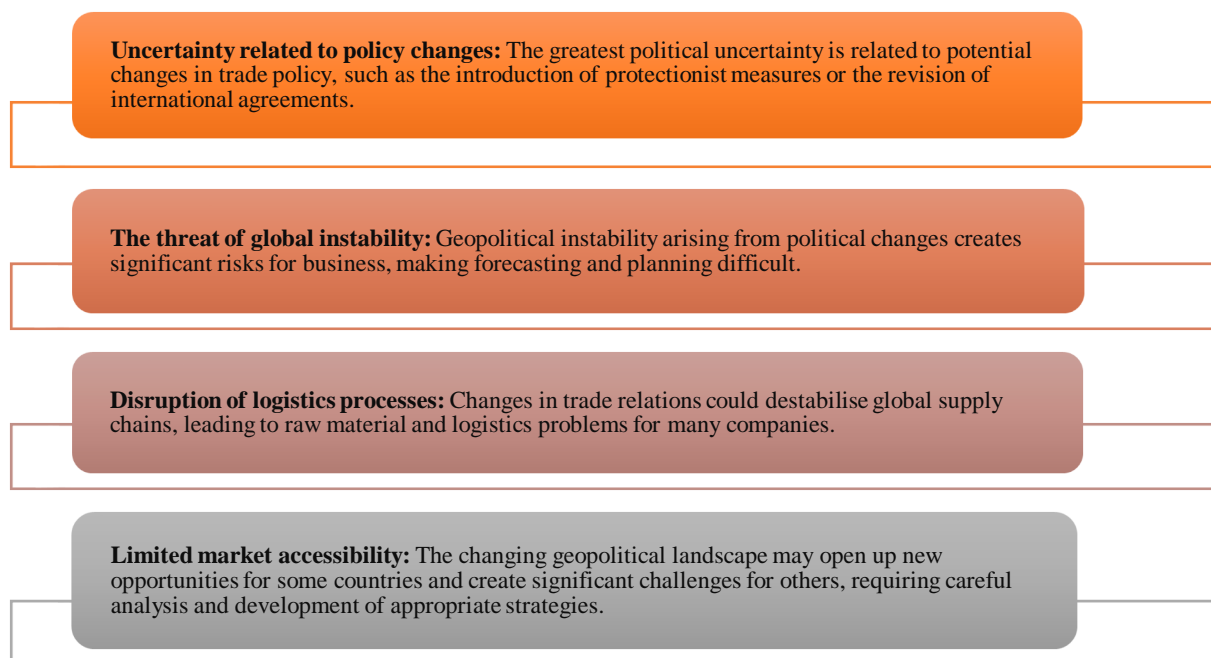 Uncertainty related to policy changes: The greatest political uncertainty is related to potential
changes in trade policy, such as the introduction of protectionist measures or the revision of
international agreements.
The threat of global instability: Geopolitical instability arising from political changes creates
significant risks for business, making forecasting and planning difficult.
Disruption of logistics processes: Changes in trade relations could destabilise global supply
chains, leading to raw material and logistics problems for many companies.
Limited market accessibility: The changing geopolitical landscape may open up new
opportunities for some countries and create significant challenges for others, requiring careful
analysis and development of appropriate strategies.